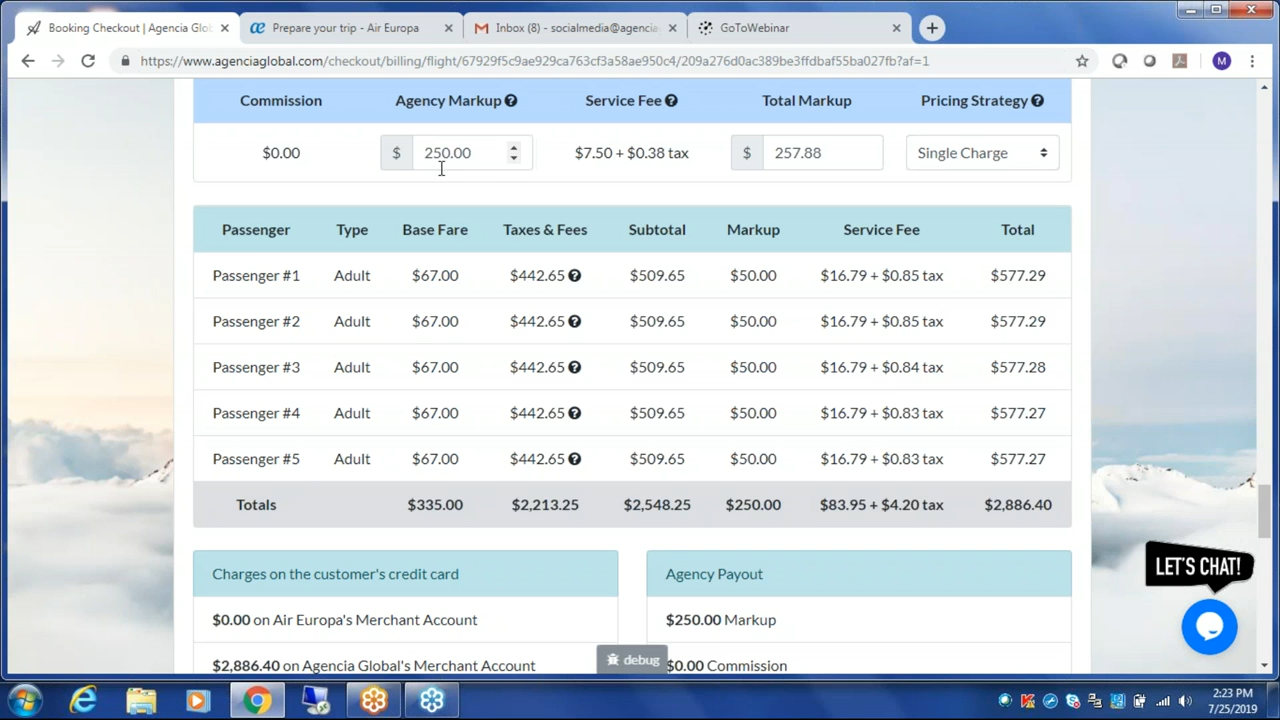 Booking Checkout | Agencia Glo
Prepare your trip - Air Europa
Inbox (8) - socialmedia@agencia
GoToWebinar
https://www.agenciaglobal.com/checkout/billing/flight/67929f5c9ae929ca763cf3a58ae950c4/209a276d0ac389be3ffdbaf55ba027fb?af=1
M
Commission Agency Markup Service Fee Total Markup Pricing Strategy
$0.00 $ 250.00 $7.50 + $0.38 tax $ 257.88 Single Charge
Passenger Type Base Fare Taxes & Fees Subtotal Markup Service Fee Total
Passenger #1 Adult $67.00 $442.65 $509.65 $50.00 $16.79 + $0.85 tax $577.29
Passenger #2 Adult $67.00 $442.65 $509.65 $50.00 $16.79 + $0.85 tax $577.29
Passenger #3 Adult $67.00 $442.65 $509.65 $50.00 $16.79 + $0.84 tax $577.28
Passenger #4 Adult $67.00 $442.65 $509.65 $50.00 $16.79 + $0.83 tax $577.27
Passenger #5 Adult $67.00 $442.65 $509.65 $50.00 $16.79 + $0.83 tax $577.27
Totals $335.00 $2,213.25 $2,548.25 $250.00 $83.95 + $4.20 tax $2,886.40
Charges on the customer's credit card
$0.00 on Air Europa's Merchant Account
$2,886.40 on Agencia Global's Merchant Account
Agency Payout
$250.00 Markup
$0.00 Commission
debug
LET'S CHAT!
2:23 PM
7/25/2019